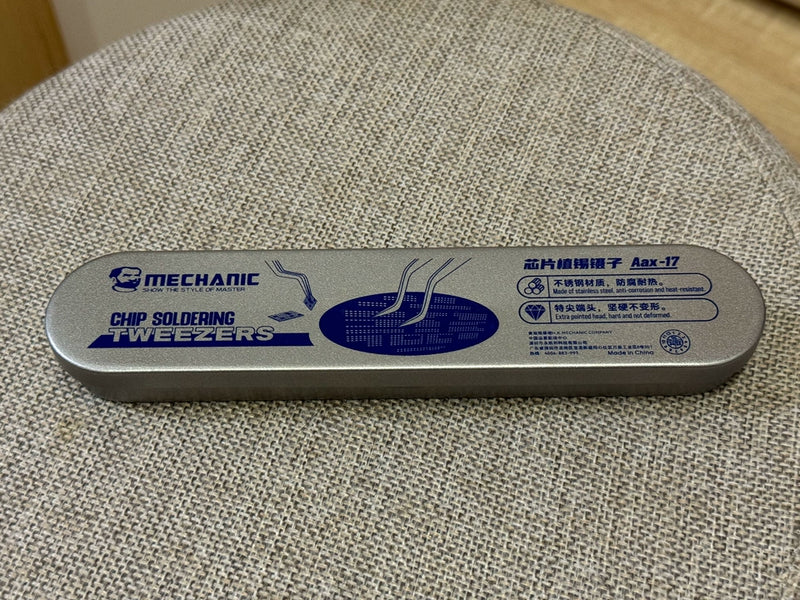 MECHANIC
SHOW THE STYLE OF MASTER
CHIP SOLDERING
TWEEZERS
芯片植锡镊子 Aax-17
不锈钢材质，防腐耐热。
Made of stainless steel, anti-corrosion and heat-resistant.
特尖端头，坚硬不变形。
Extra pointed head, hard and not deformed.
MECHANIC COMPANY
Made in China